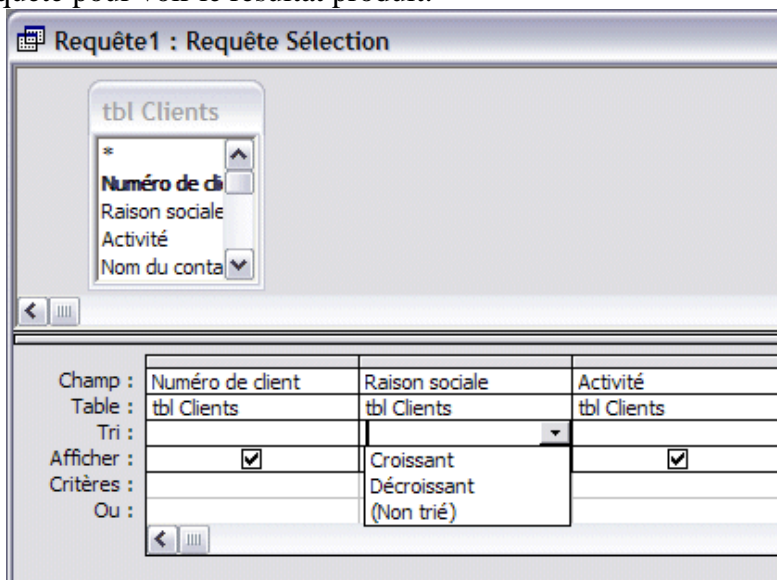 quête pour voir le résultat produit.
Requête1 : Requête Sélection
tbl Clients
*
Numéro de cli
Raison sociale
Activité
Nom du conta
Champ : Numéro de client Raison sociale Activité
Table : tbl Clients tbl Clients tbl Clients
Tri :
Afficher : Croissant
Critères : Décroissant
Ou : (Non trié)